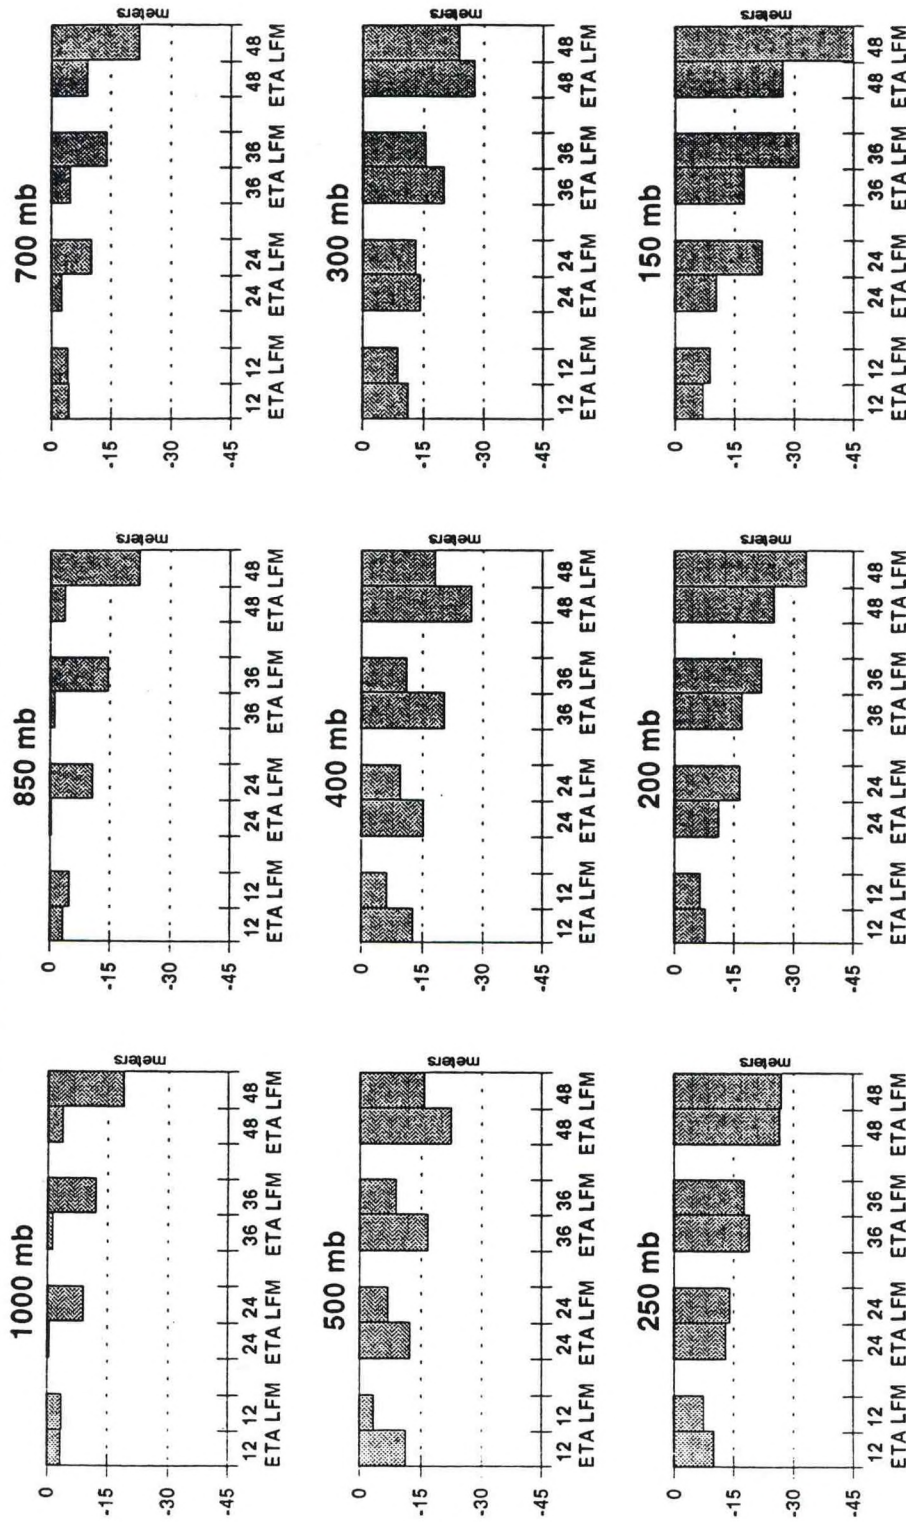 1000 mb
0
-15
-30
-45
meters
12 12 24 24 36 36 48 48
ETA LFM ETA LFM ETA LFM ETA LFM
850 mb
0
-15
-30
-45
meters
12 12 24 24 36 36 48 48
ETA LFM ETA LFM ETA LFM ETA LFM
700 mb
0
-15
-30
-45
meters
12 12 24 24 36 36 48 48
ETA LFM ETA LFM ETA LFM ETA LFM
500 mb
0
-15
-30
-45
meters
12 12 24 24 36 36 48 48
ETA LFM ETA LFM ETA LFM ETA LFM
400 mb
0
-15
-30
-45
meters
12 12 24 24 36 36 48 48
ETA LFM ETA LFM ETA LFM ETA LFM
300 mb
0
-15
-30
-45
meters
12 12 24 24 36 36 48 48
ETA LFM ETA LFM ETA LFM ETA LFM
250 mb
0
-15
-30
-45
meters
12 12 24 24 36 36 48 48
ETA LFM ETA LFM ETA LFM ETA LFM
200 mb
0
-15
-30
-45
meters
12 12 24 24 36 36 48 48
ETA LFM ETA LFM ETA LFM ETA LFM
150 mb
0
-15
-30
-45
meters
12 12 24 24 36 36 48 48
ETA LFM ETA LFM ETA LFM ETA LFM